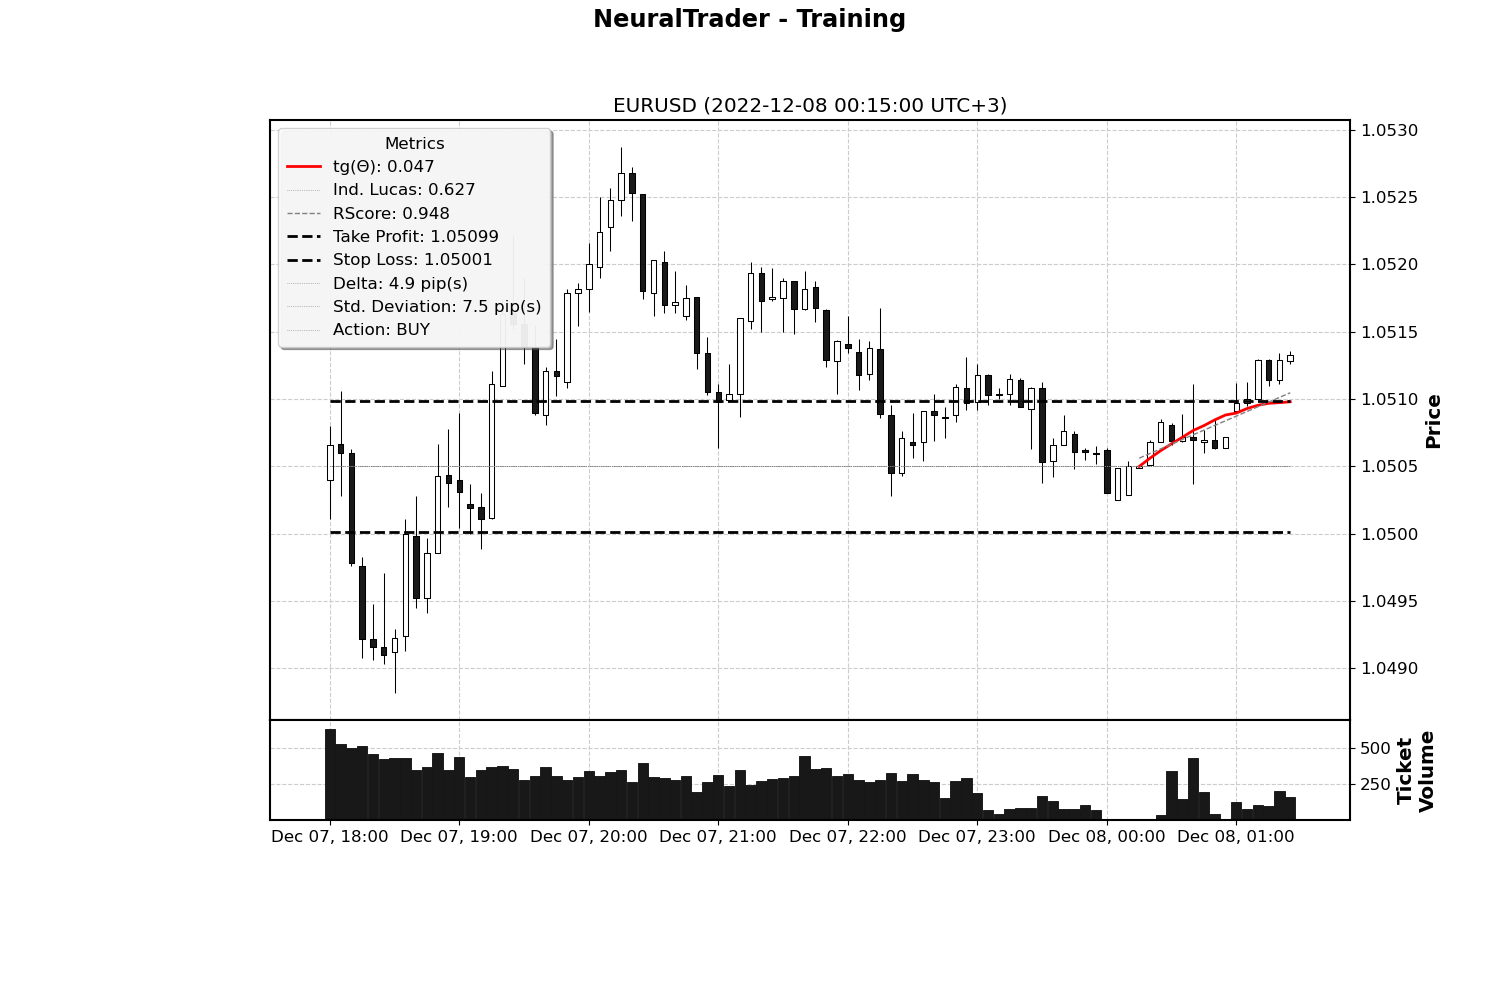 NeuralTrader - Training
EURUSD (2022-12-08 00:15:00 UTC+3)
Metrics
tg(Θ): 0.047
Ind. Lucas: 0.627
RScore: 0.948
Take Profit: 1.05099
Stop Loss: 1.05001
Delta: 4.9 pip(s)
Std. Deviation: 7.5 pip(s)
Action: BUY
1.0530
1.0525
1.0520
1.0515
1.0510
1.0505
1.0500
1.0495
1.0490
Price
500
250
Ticket
Volume
Dec 07, 18:00
Dec 07, 19:00
Dec 07, 20:00
Dec 07, 21:00
Dec 07, 22:00
Dec 07, 23:00
Dec 08, 00:00
Dec 08, 01:00